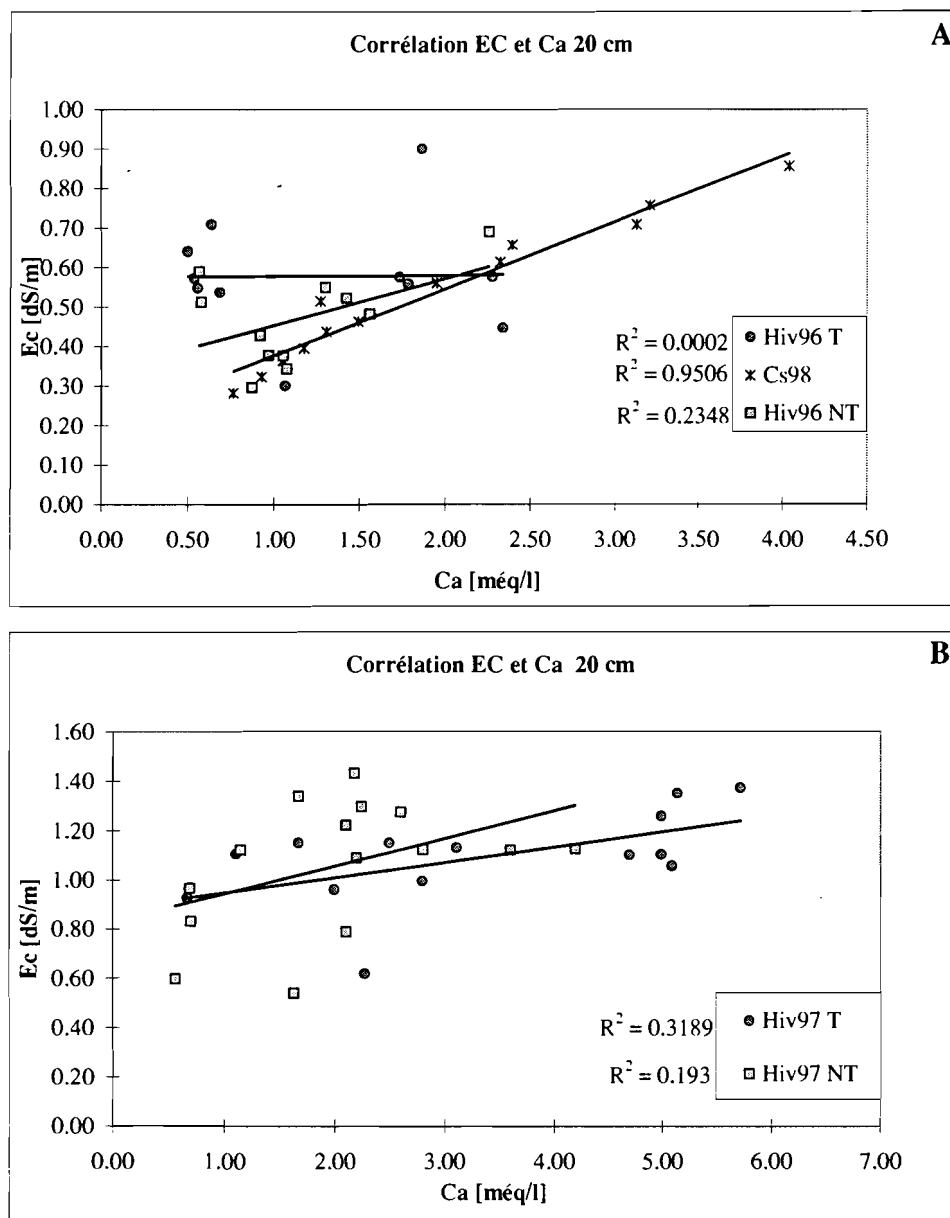 A
Corrélation EC et Ca 20 cm
1.00
0.90
0.80
0.70
0.60
0.50
0.40
0.30
0.20
0.10
0.00
Ec [dS/m]
R² = 0.0002
R² = 0.9506
R² = 0.2348
Hiv96 T
Cs98
Hiv96 NT
0.00 0.50 1.00 1.50 2.00 2.50 3.00 3.50 4.00 4.50
Ca [méq/l]
B
Corrélation EC et Ca 20 cm
1.60
1.40
1.20
1.00
0.80
0.60
0.40
0.20
0.00
Ec [dS/m]
R² = 0.3189
R² = 0.193
Hiv97 T
Hiv97 NT
0.00 1.00 2.00 3.00 4.00 5.00 6.00 7.00
Ca [méq/l]